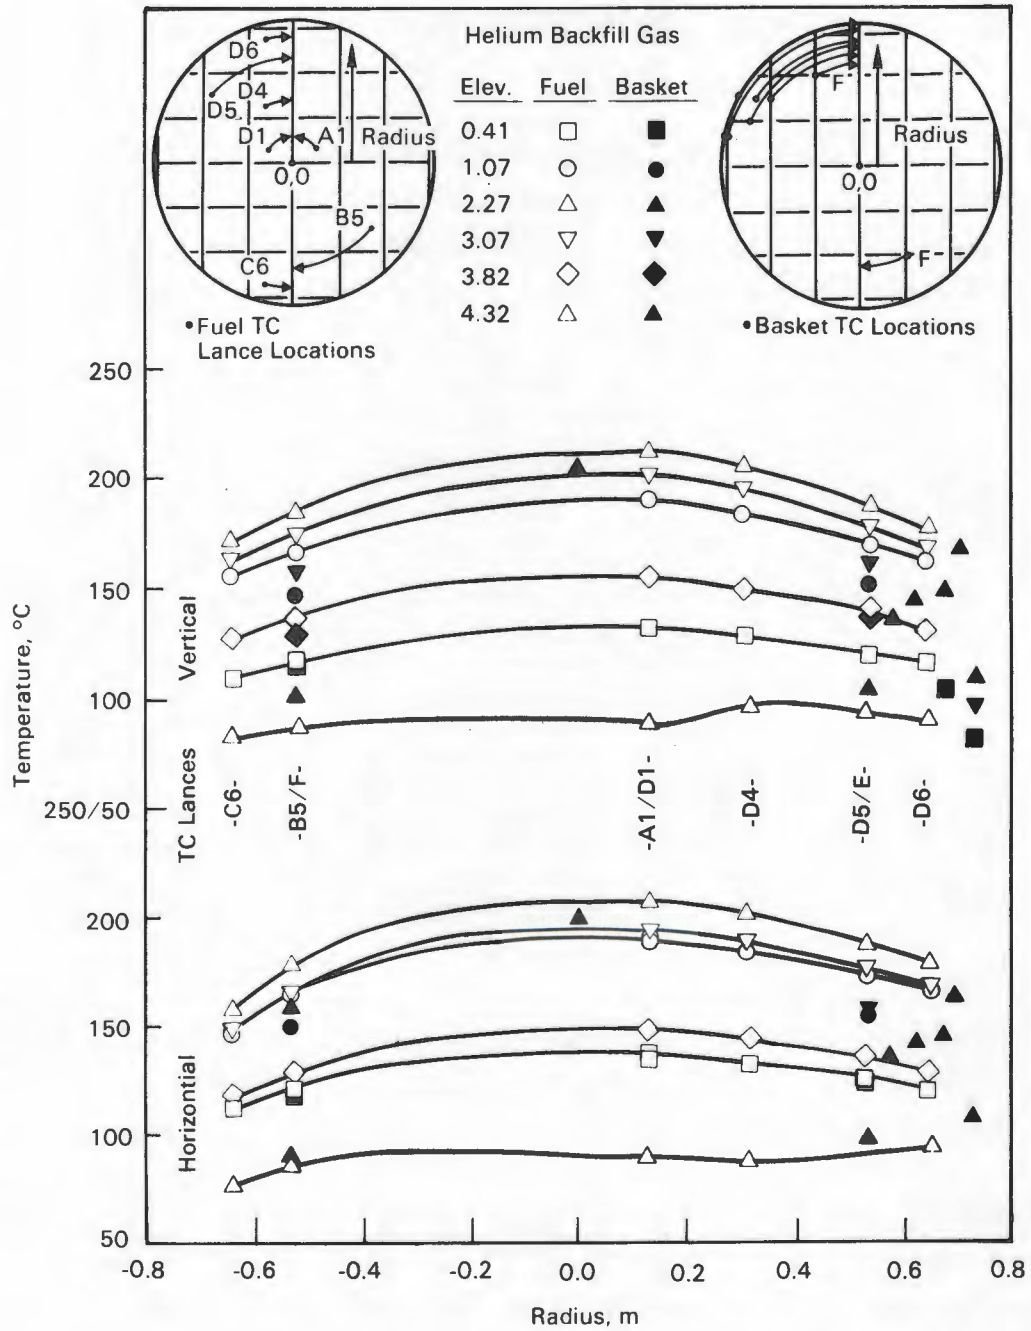 D6
D4
D5
D1
A1
Radius
0,0
B5
C6
• Fuel TC
Lance Locations
Helium Backfill Gas
Elev. Fuel Basket
0.41
1.07
2.27
3.07
3.82
4.32
F
Radius
0,0
F
• Basket TC Locations
Temperature, °C
250
200
150
100
250/50
200
150
100
50
Vertical
TC Lances
Horizontal
-C6-
-B5/F-
-A1/D1-
-D4-
-D5/E-
-D6-
-0.8 -0.6 -0.4 -0.2 0.0 0.2 0.4 0.6 0.8
Radius, m